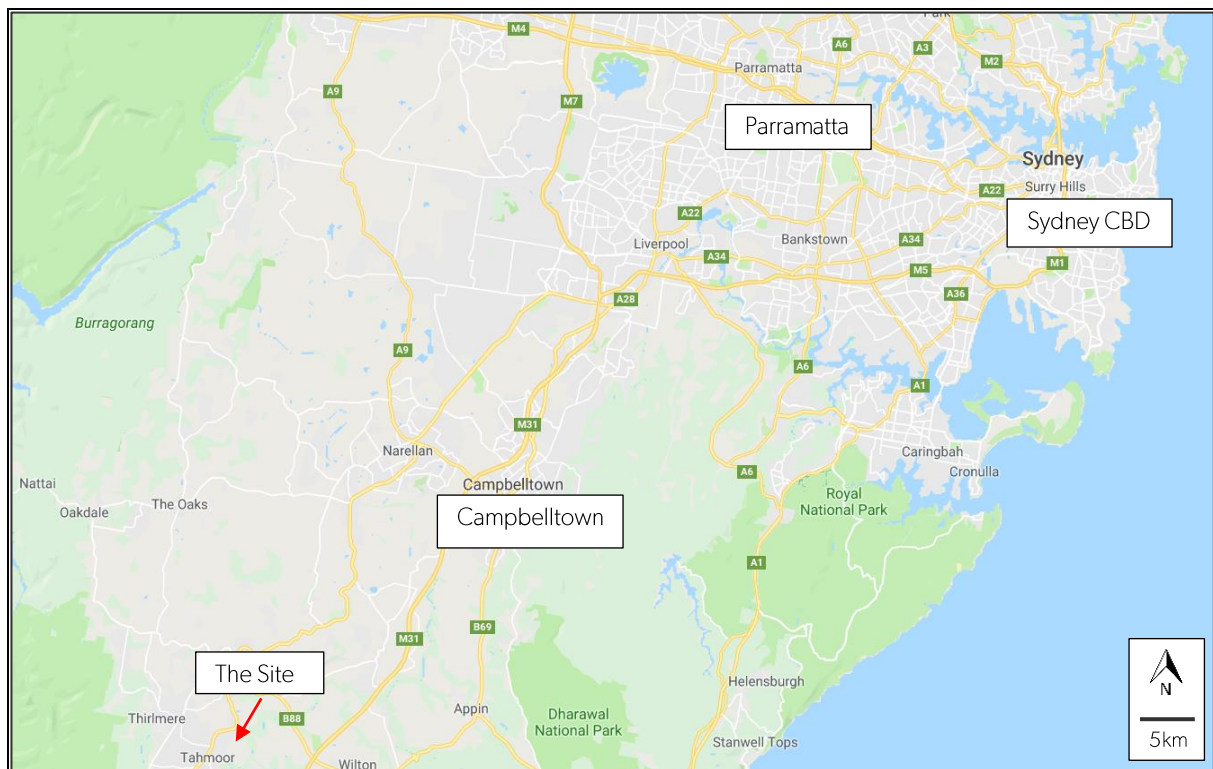 Park
M4
A6
A3
M2
Parramatta
A9
M7
Parramatta
Sydney
Surry Hills
A22
A22
Sydney CBD
Liverpool
Bankstown
A34
A34
M5
M1
A28
A36
Burragorang
A9
A6
A1
M31
Narellan
Caringbah
Cronulla
A6
Campbelltown
Nattai
The Oaks
Oakdale
Royal
National Park
Campbelltown
A1
B69
M31
The Site
Helensburgh
Thirlmere
B88
Appin
Dharawal
National Park
N
5km
Tahmoor
Wilton
Stanwell Tops